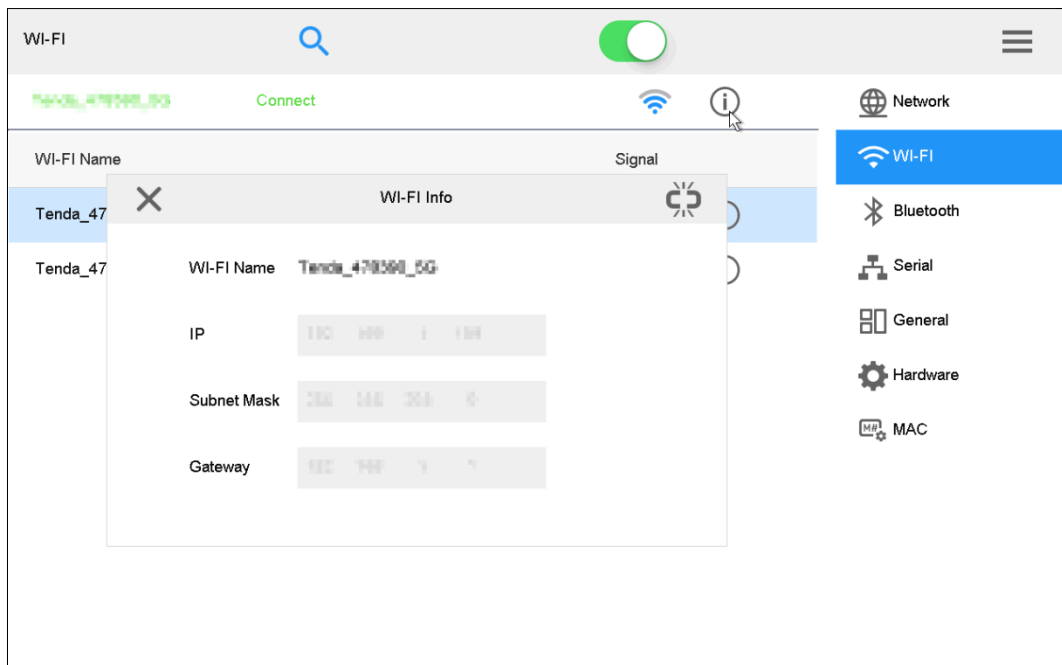 WI-FI
Connect
Network
WI-FI Name Signal
WI-FI
WI-FI Info
Tenda_47
Bluetooth
Tenda_47
WI-FI Name
Serial
IP
General
Hardware
Subnet Mask
MAC
Gateway